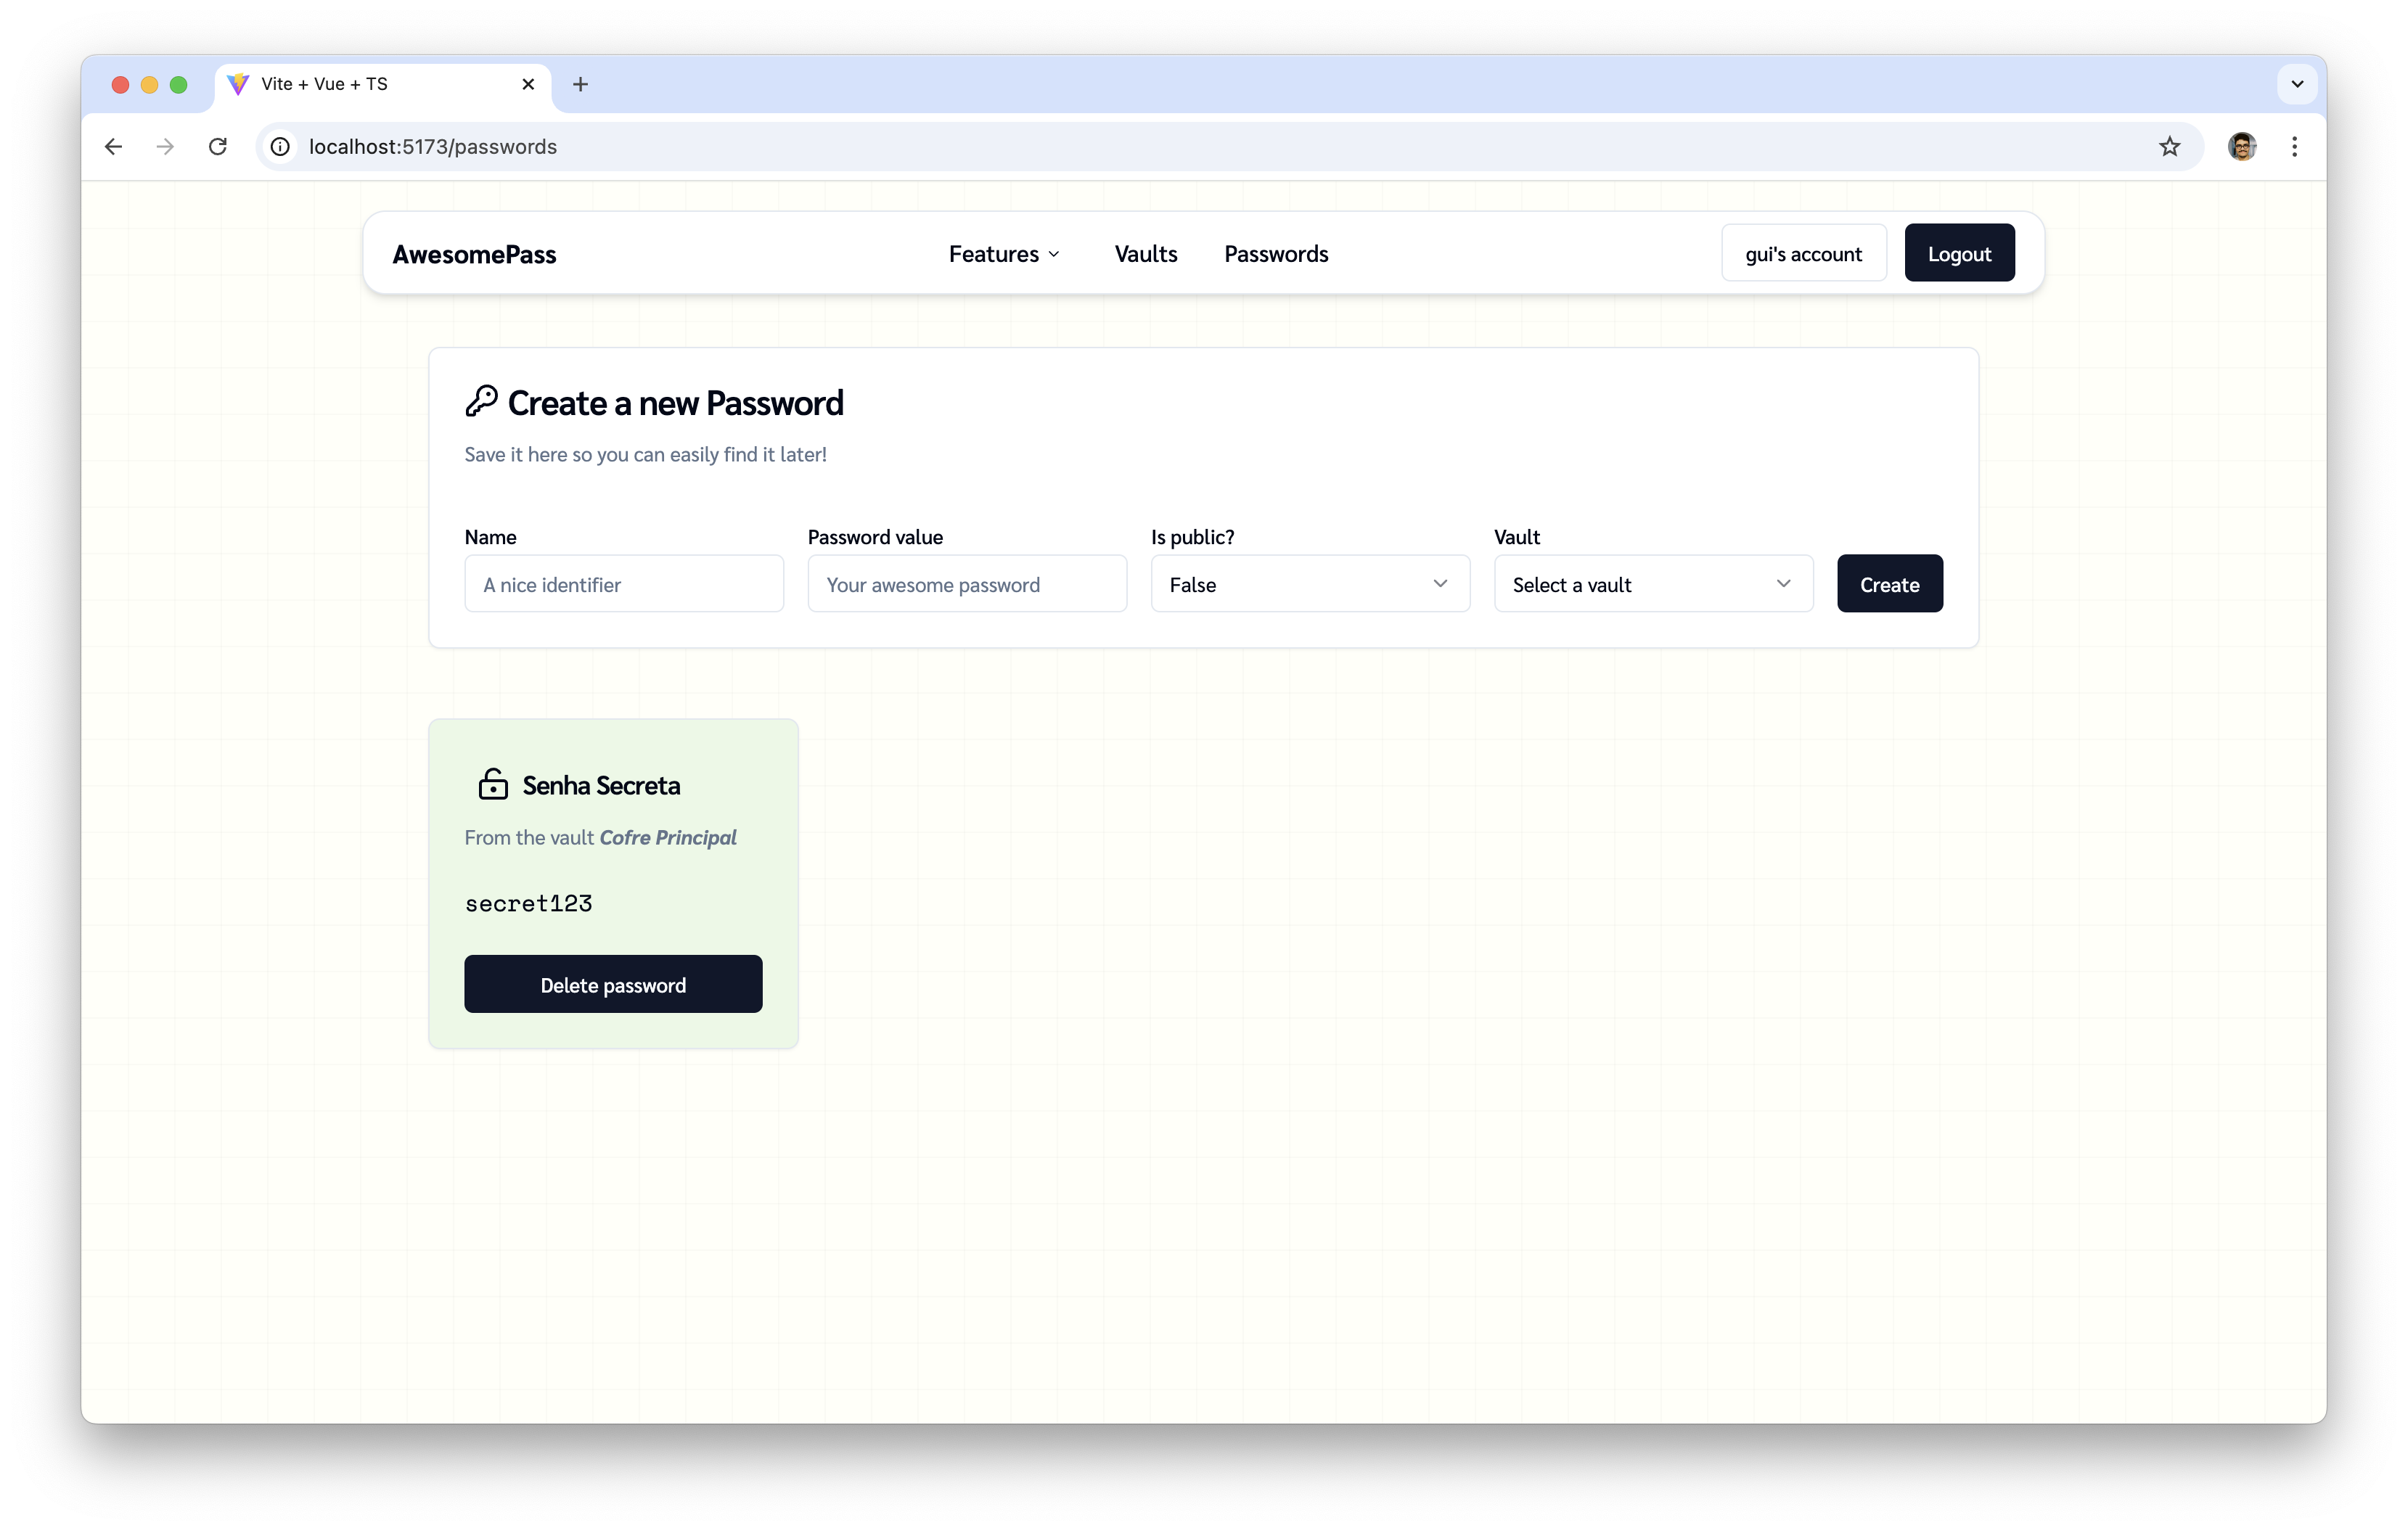 Vite + Vue + TS
localhost:5173/passwords
AwesomePass
Features
Vaults
Passwords
gui's account
Logout
Create a new Password
Save it here so you can easily find it later!
Name
Password value
Is public?
Vault
A nice identifier
Your awesome password
False
Select a vault
Create
Senha Secreta
From the vault Cofre Principal
secret123
Delete password